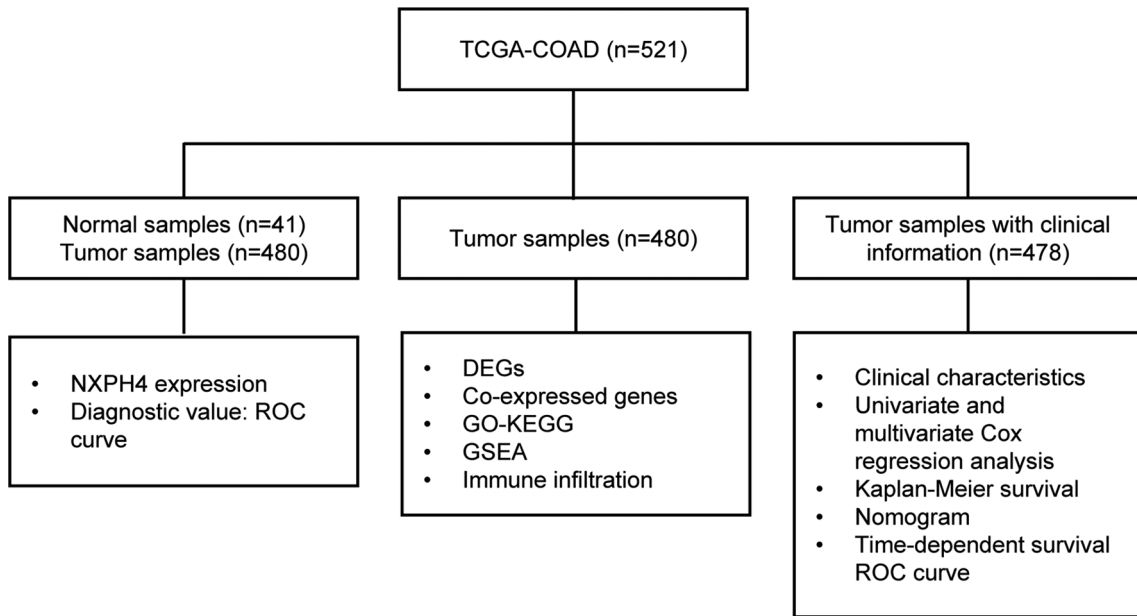 TCGA-COAD (n=521)
Normal samples (n=41)
Tumor samples (n=480)
Tumor samples (n=480)
Tumor samples with clinical
information (n=478)
• NXPH4 expression
• Diagnostic value: ROC
curve
• DEGs
• Co-expressed genes
• GO-KEGG
• GSEA
• Immune infiltration
• Clinical characteristics
• Univariate and
multivariate Cox
regression analysis
• Kaplan-Meier survival
• Nomogram
• Time-dependent survival
ROC curve